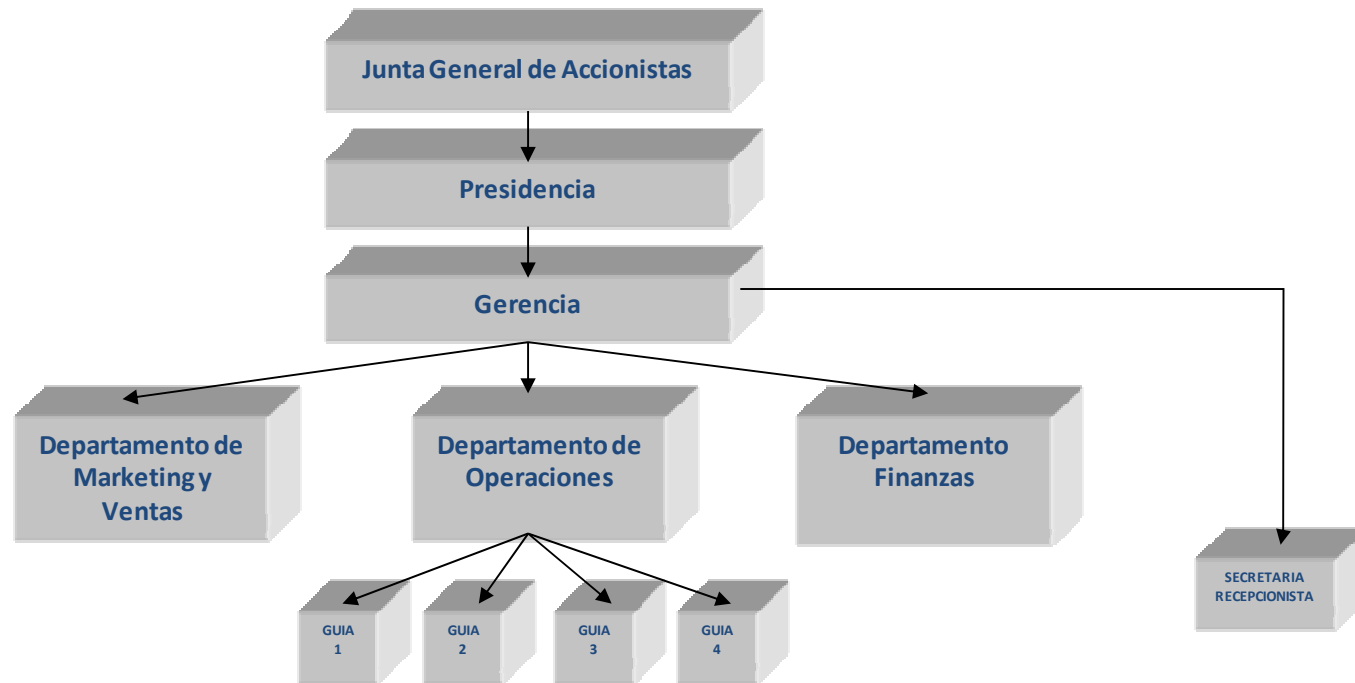 Junta General de Accionistas
Presidencia
Gerencia
Departamento de
Marketing y
Ventas
Departamento de
Operaciones
Departamento
Finanzas
SECRETARIA
RECEPCIONISTA
GUIA
1
GUIA
2
GUIA
3
GUIA
4